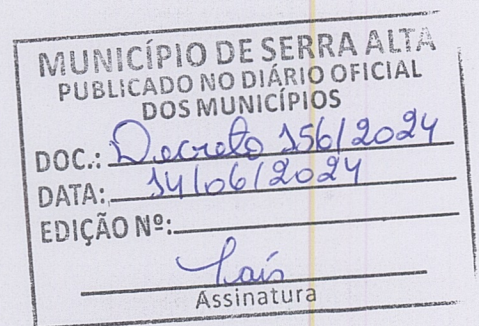 MUNICÍPIO DE SERRA ALTA
PUBLICADO NO DIÁRIO OFICIAL
DOS MUNICÍPIOS
DOC.: Decreto 156/2024
DATA: 14/06/2024
EDIÇÃO Nº:
Laís
Assinatura